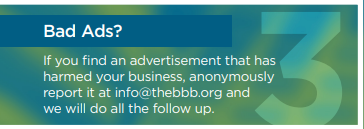 3
Bad Ads?
If you find an advertisement that has
harmed your business, anonymously
report it at info@thebbb.org and
we will do all the follow up.